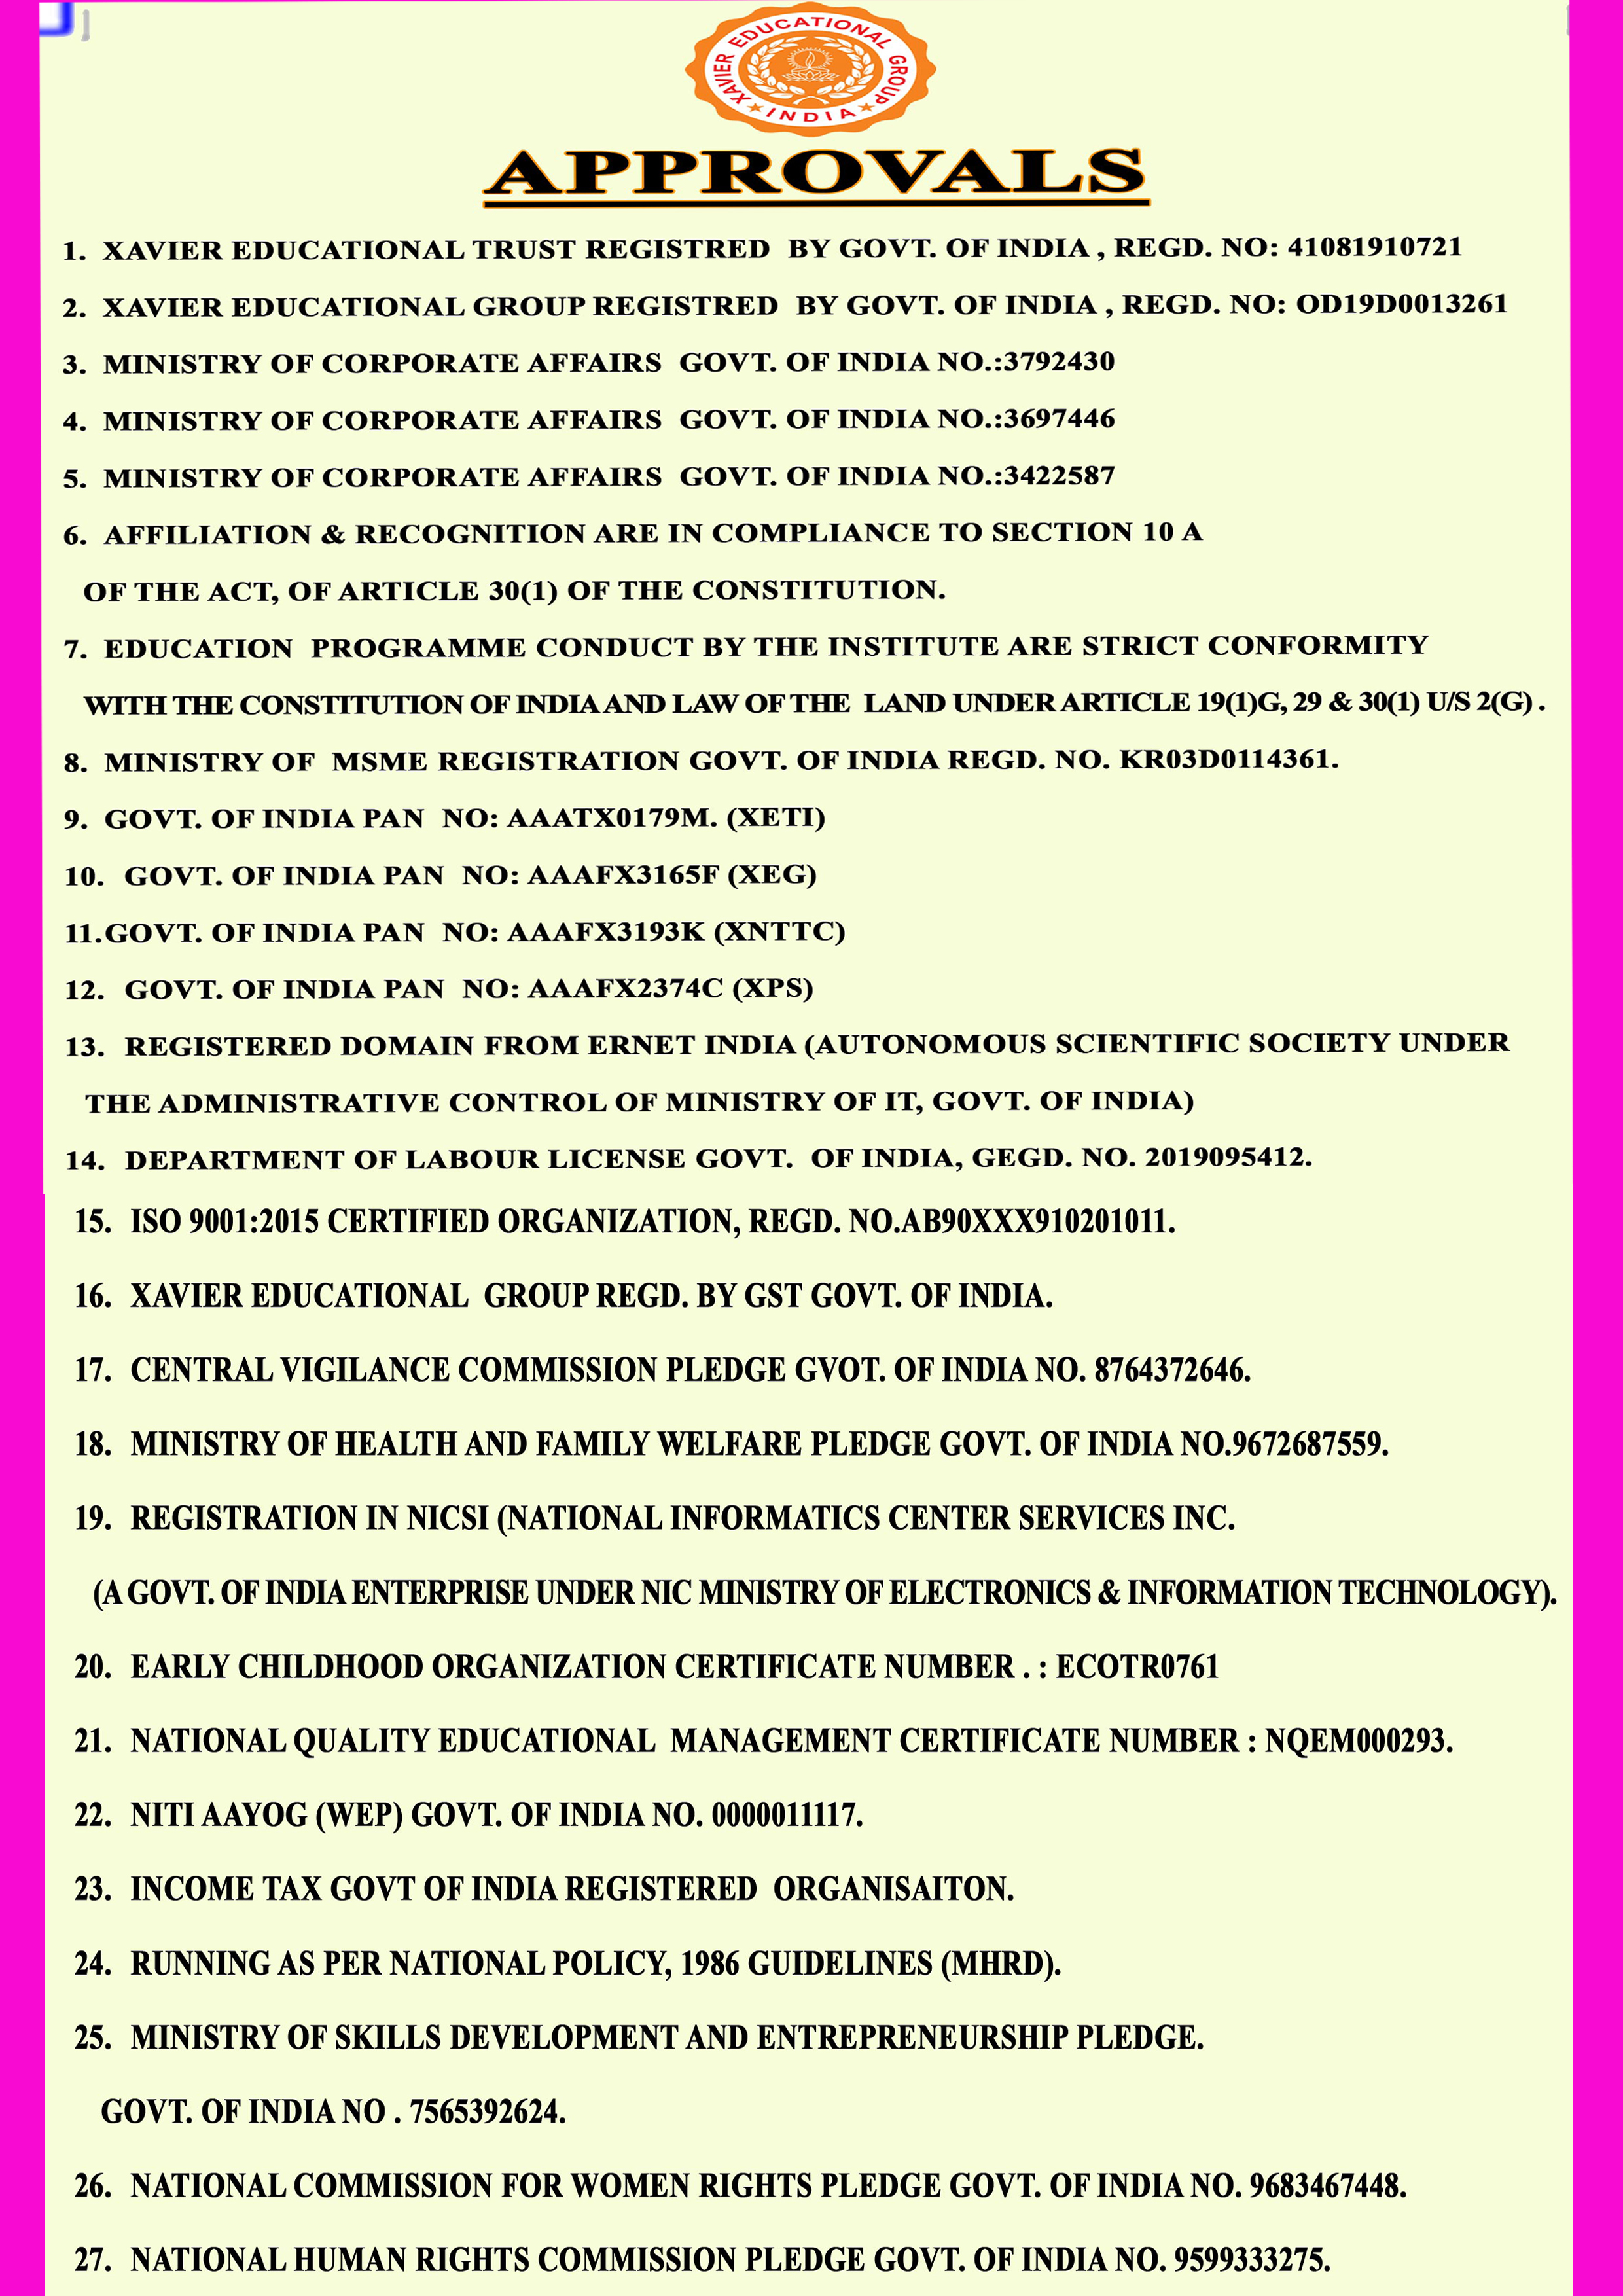 XAVIER EDUCATIONAL GROUP
INDIA
APPROVALS
1. XAVIER EDUCATIONAL TRUST REGISTRED BY GOVT. OF INDIA , REGD. NO: 41081910721
2. XAVIER EDUCATIONAL GROUP REGISTRED BY GOVT. OF INDIA , REGD. NO: OD19D0013261
3. MINISTRY OF CORPORATE AFFAIRS GOVT. OF INDIA NO.:3792430
4. MINISTRY OF CORPORATE AFFAIRS GOVT. OF INDIA NO.:3697446
5. MINISTRY OF CORPORATE AFFAIRS GOVT. OF INDIA NO.:3422587
6. AFFILIATION & RECOGNITION ARE IN COMPLIANCE TO SECTION 10 A
OF THE ACT, OF ARTICLE 30(1) OF THE CONSTITUTION.
7. EDUCATION PROGRAMME CONDUCT BY THE INSTITUTE ARE STRICT CONFORMITY
WITH THE CONSTITUTION OF INDIA AND LAW OF THE LAND UNDER ARTICLE 19(1)G, 29 & 30(1) U/S 2(G) .
8. MINISTRY OF MSME REGISTRATION GOVT. OF INDIA REGD. NO. KR03D0114361.
9. GOVT. OF INDIA PAN NO: AAATX0179M. (XETI)
10. GOVT. OF INDIA PAN NO: AAAFX3165F (XEG)
11.GOVT. OF INDIA PAN NO: AAAFX3193K (XNTTC)
12. GOVT. OF INDIA PAN NO: AAAFX2374C (XPS)
13. REGISTERED DOMAIN FROM ERNET INDIA (AUTONOMOUS SCIENTIFIC SOCIETY UNDER
THE ADMINISTRATIVE CONTROL OF MINISTRY OF IT, GOVT. OF INDIA)
14. DEPARTMENT OF LABOUR LICENSE GOVT. OF INDIA, GEGD. NO. 2019095412.
15. ISO 9001:2015 CERTIFIED ORGANIZATION, REGD. NO.AB90XXX910201011.
16. XAVIER EDUCATIONAL GROUP REGD. BY GST GOVT. OF INDIA.
17. CENTRAL VIGILANCE COMMISSION PLEDGE GVOT. OF INDIA NO. 8764372646.
18. MINISTRY OF HEALTH AND FAMILY WELFARE PLEDGE GOVT. OF INDIA NO.9672687559.
19. REGISTRATION IN NICSI (NATIONAL INFORMATICS CENTER SERVICES INC.
(A GOVT. OF INDIA ENTERPRISE UNDER NIC MINISTRY OF ELECTRONICS & INFORMATION TECHNOLOGY).
20. EARLY CHILDHOOD ORGANIZATION CERTIFICATE NUMBER . : ECOTR0761
21. NATIONAL QUALITY EDUCATIONAL MANAGEMENT CERTIFICATE NUMBER : NQEM000293.
22. NITI AAYOG (WEP) GOVT. OF INDIA NO. 0000011117.
23. INCOME TAX GOVT OF INDIA REGISTERED ORGANISAITON.
24. RUNNING AS PER NATIONAL POLICY, 1986 GUIDELINES (MHRD).
25. MINISTRY OF SKILLS DEVELOPMENT AND ENTREPRENEURSHIP PLEDGE.
GOVT. OF INDIA NO . 7565392624.
26. NATIONAL COMMISSION FOR WOMEN RIGHTS PLEDGE GOVT. OF INDIA NO. 9683467448.
27. NATIONAL HUMAN RIGHTS COMMISSION PLEDGE GOVT. OF INDIA NO. 9599333275.